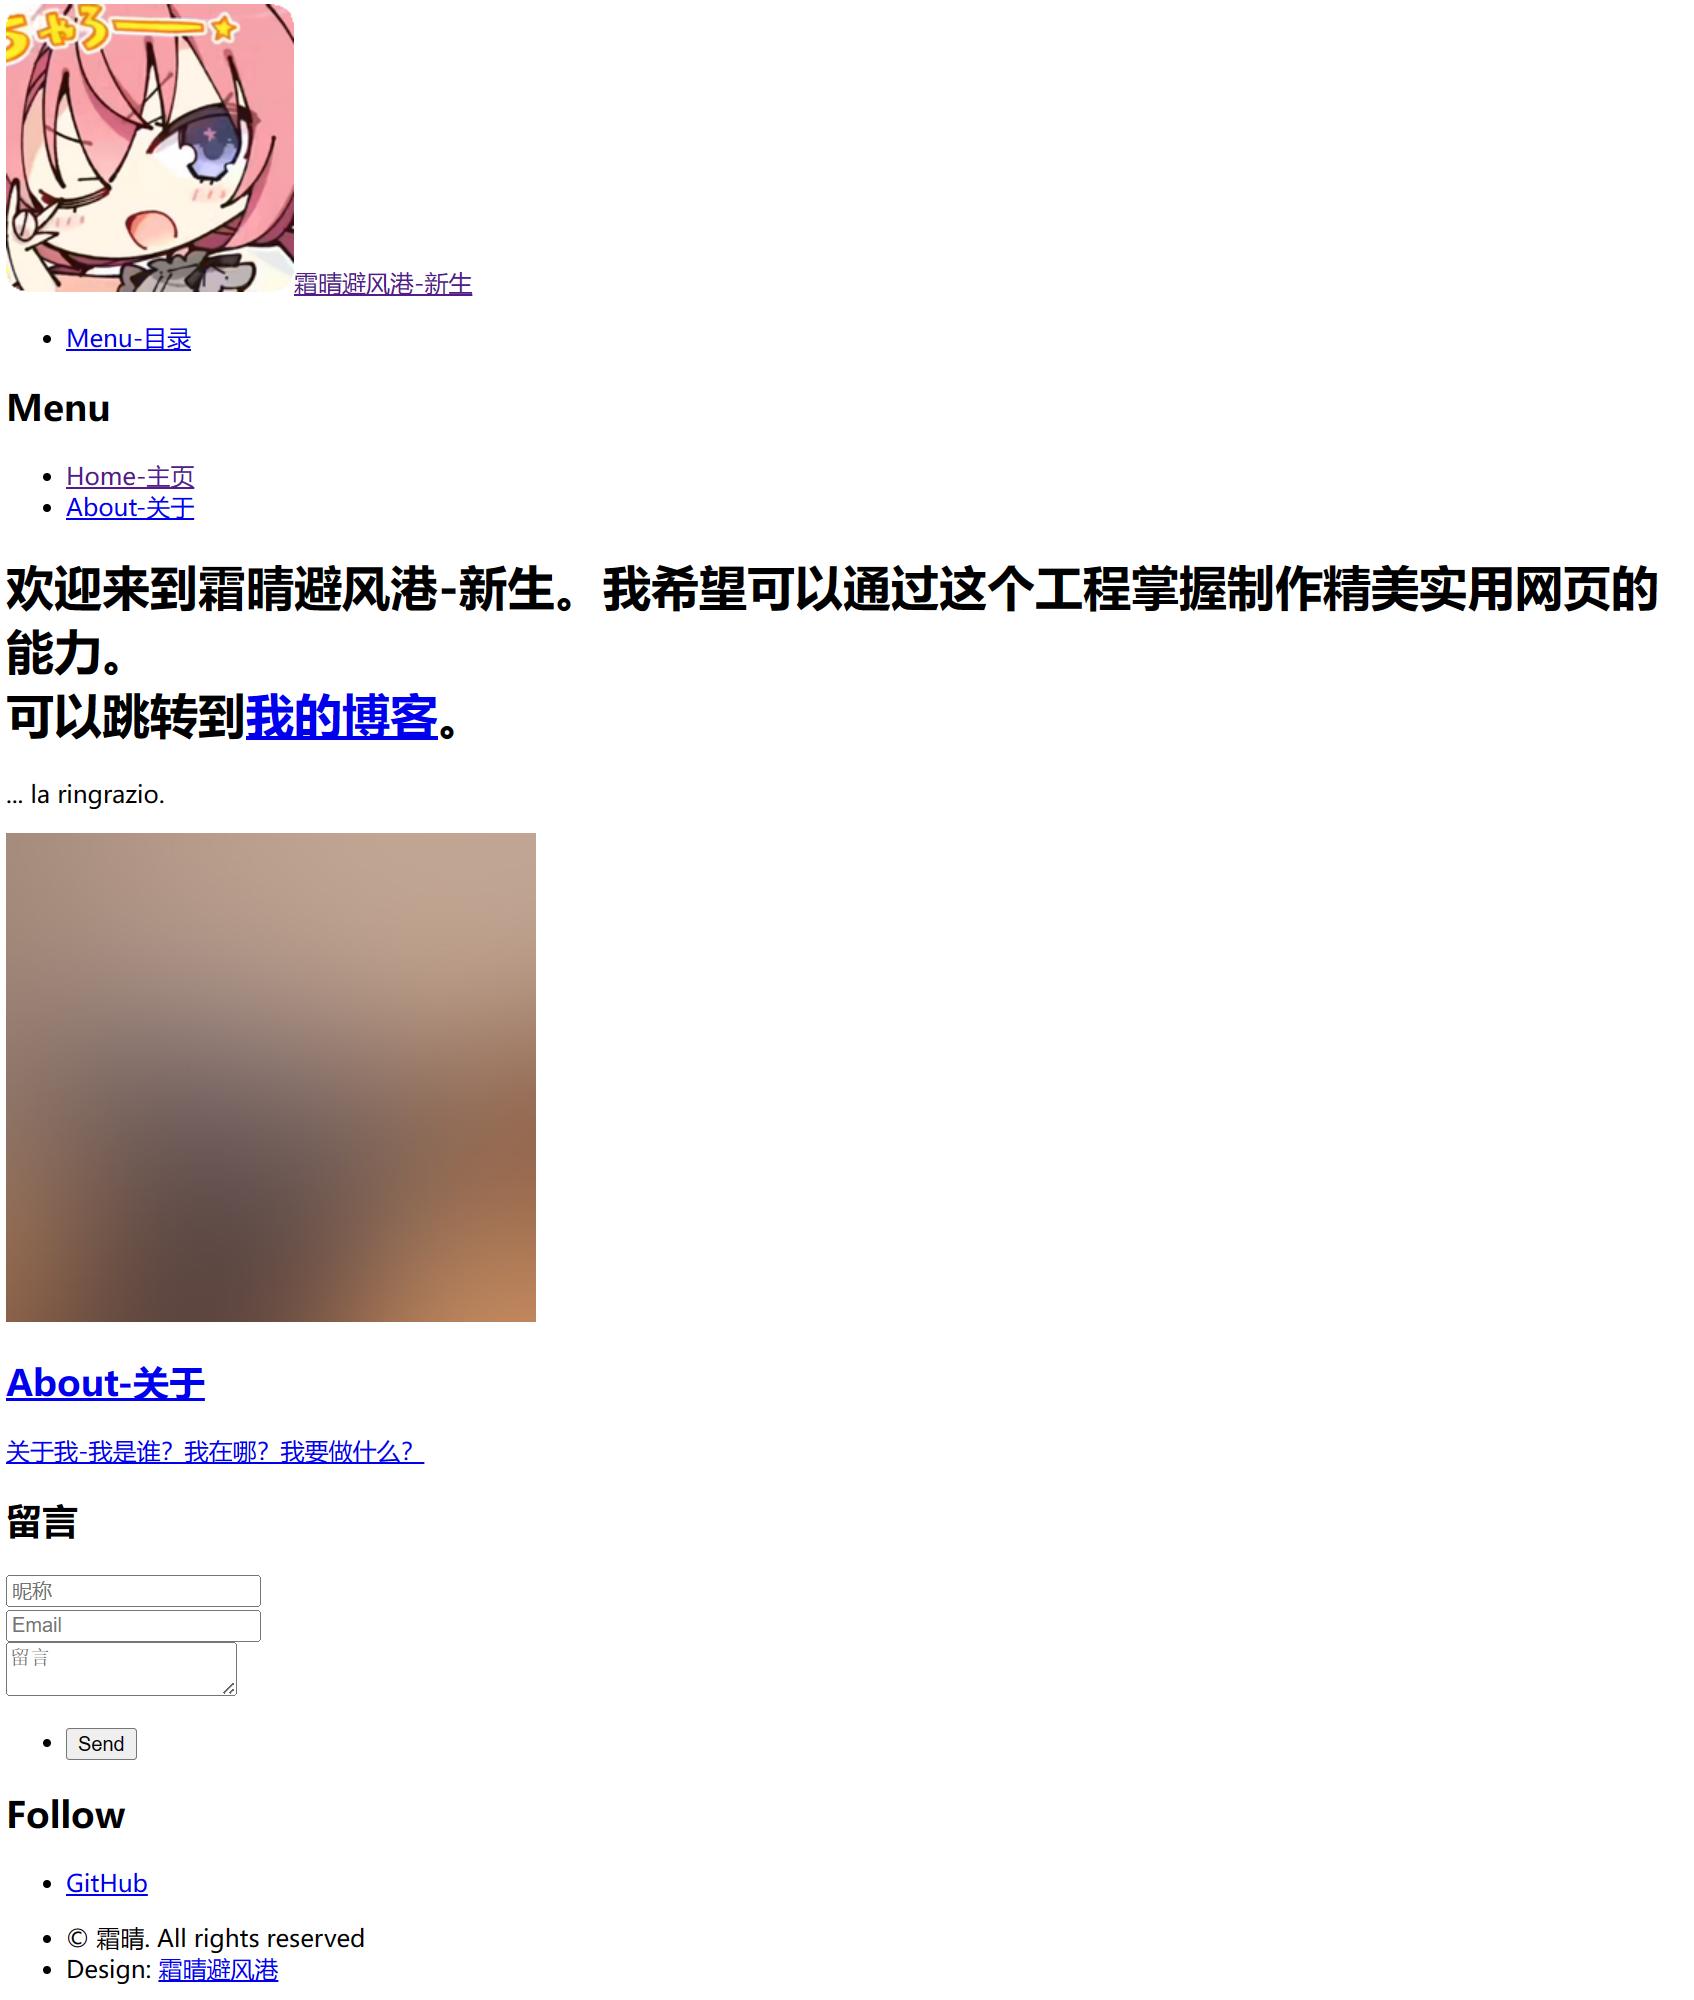 ちゃろー☆
霜晴避风港-新生
Menu-目录
Menu
Home-主页
About-关于
欢迎来到霜晴避风港-新生。我希望可以通过这个工程掌握制作精美实用网页的
能力。
可以跳转到我的博客。
... la ringrazio.
About-关于
关于我-我是谁？我在哪？我要做什么？
留言
昵称
Email
留言
Send
Follow
GitHub
© 霜晴. All rights reserved
Design: 霜晴避风港